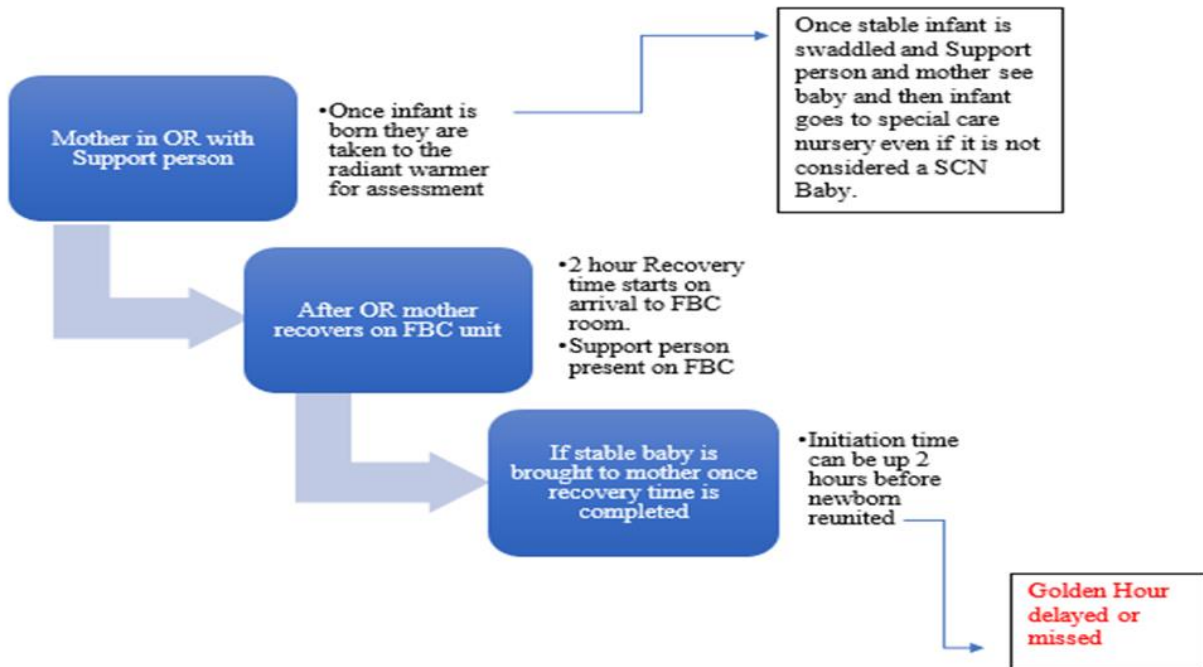 Mother in OR with
Support person
•Once infant is
born they are
taken to the
radiant warmer
for assessment
Once stable infant is
swaddled and Support
person and mother see
baby and then infant
goes to special care
nursery even if it is not
considered a SCN
Baby.
After OR mother
recovers on FBC unit
•2 hour Recovery
time starts on
arrival to FBC
room.
•Support person
present on FBC
If stable baby is
brought to mother once
recovery time is
completed
•Initiation time
can be up 2
hours before
newborn
reunited
Golden Hour
delayed or
missed